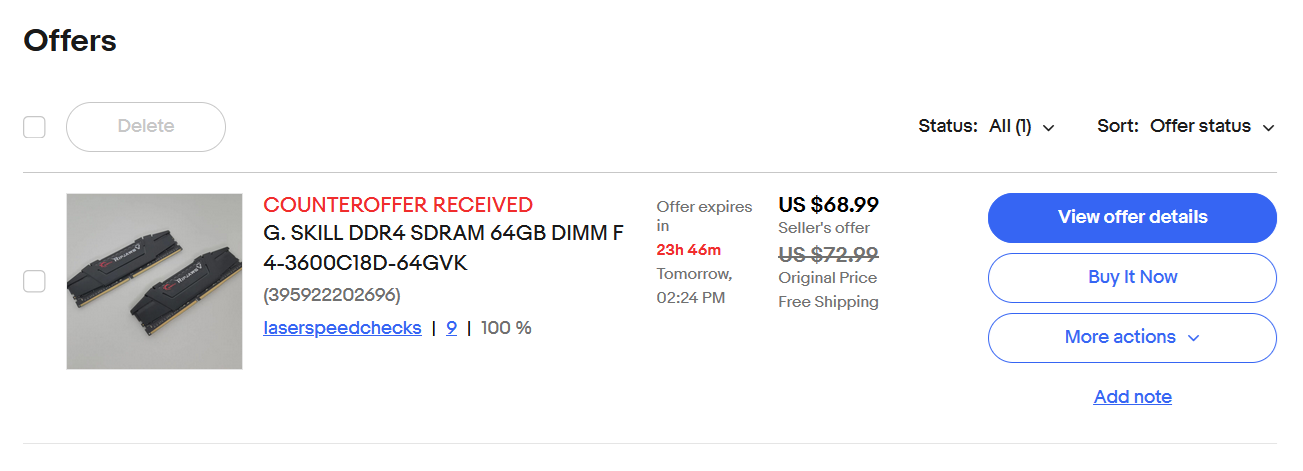 Offers
Delete
Status: All (1)
Sort: Offer status
COUNTEROFFER RECEIVED
G. SKILL DDR4 SDRAM 64GB DIMM F
4-3600C18D-64GVK
(395922202696)
laserspeedchecks | 9 | 100 %
Offer expires
in
23h 46m
Tomorrow,
02:24 PM
US $68.99
Seller's offer
US $72.99
Original Price
Free Shipping
View offer details
Buy It Now
More actions
Add note
RIPJAWS V
RIPJAWS V